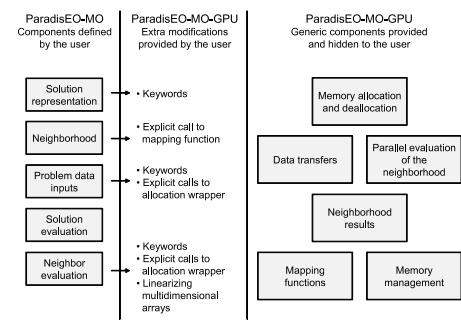 ParadisEO-MO
Components defined
by the user
ParadisEO-MO-GPU
Extra modifications
provided by the user
ParadisEO-MO-GPU
Generic components provided
and hidden to the user
Solution
representation
• Keywords
Neighborhood
• Explicit call to
mapping function
Problem data
inputs
• Keywords
• Explicit calls to
allocation wrapper
Solution
evaluation
Neighbor
evaluation
• Keywords
• Explicit calls to
allocation wrapper
• Linearizing
multidimensional
arrays
Memory allocation
and deallocation
Data transfers
Parallel evaluation
of the
neighborhood
Neighborhood
results
Mapping
functions
Memory
management